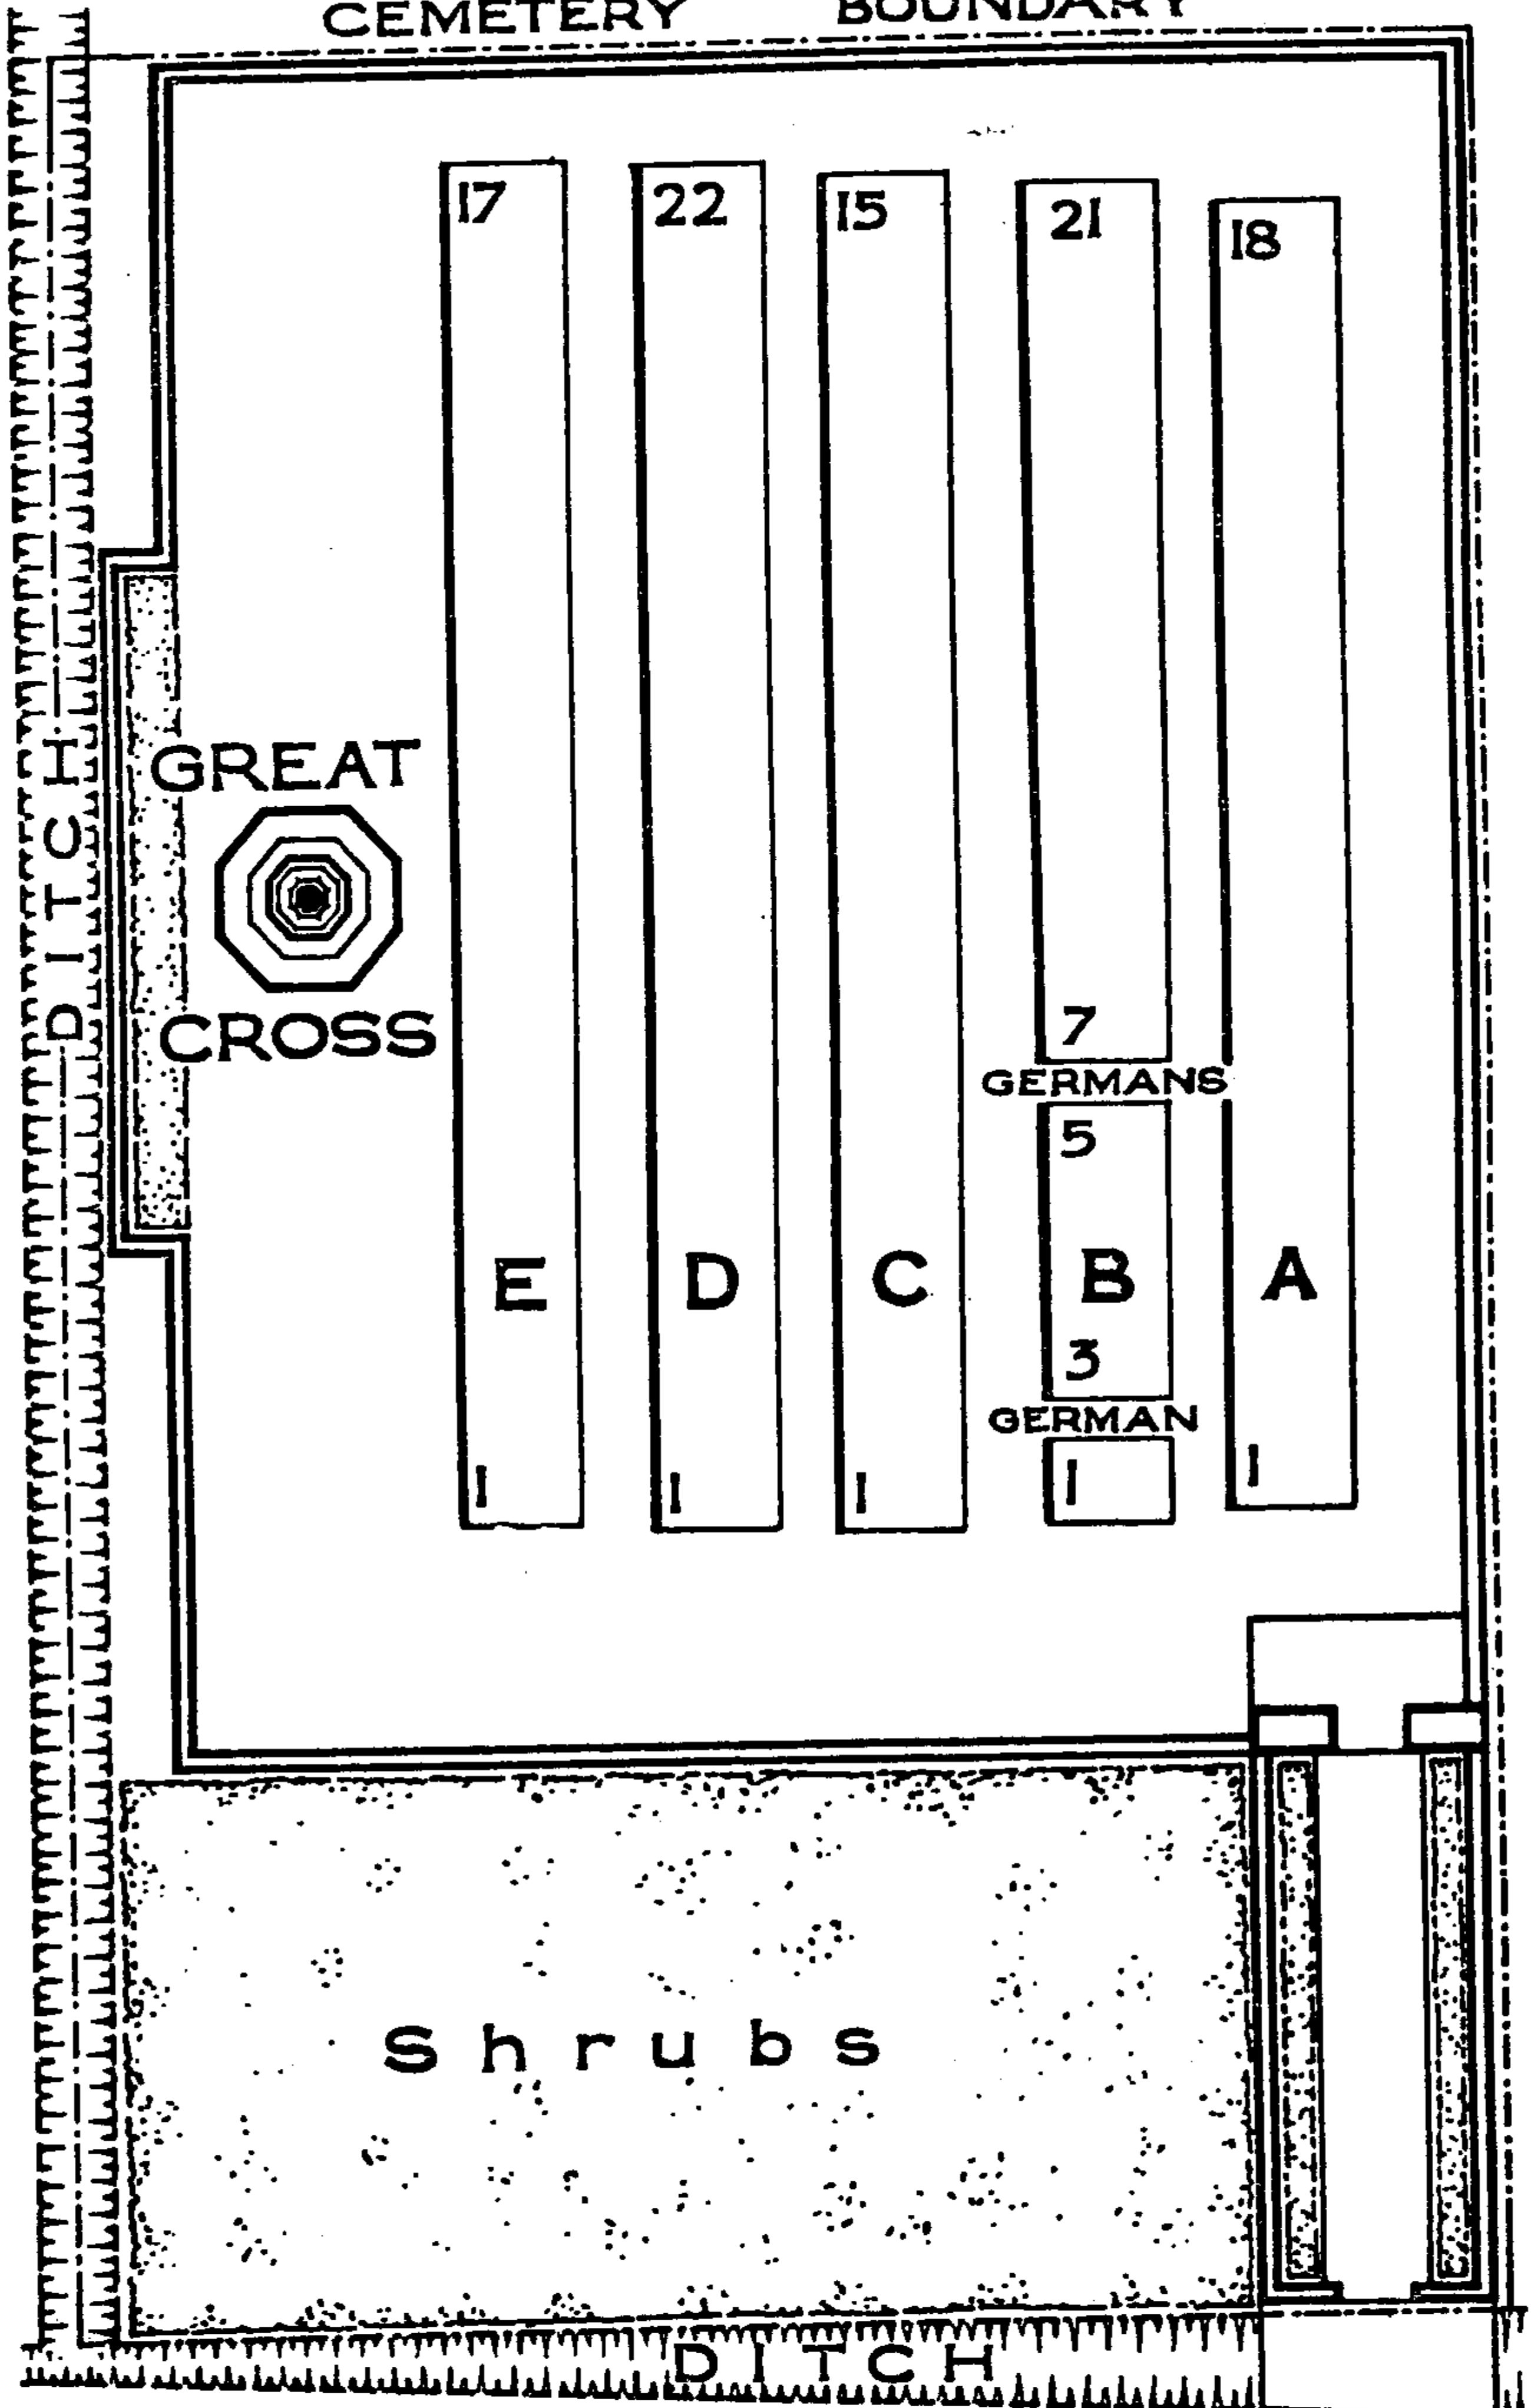 CEMETERY BOUNDARY
17 22 15 21 18
GREAT
CROSS
DITCH
7
GERMANS
5
E D C B A
3
GERMAN
1 1 1 1 1
Shrubs
DITCH